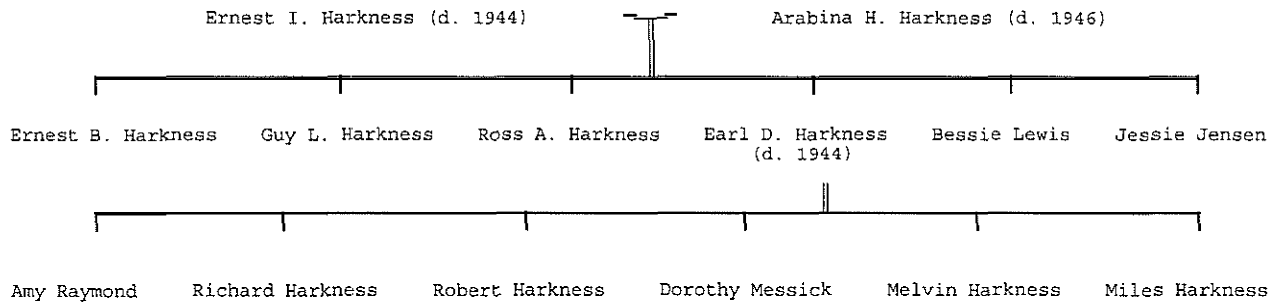 Ernest I. Harkness (d. 1944) Arabina H. Harkness (d. 1946)
Ernest B. Harkness Guy L. Harkness Ross A. Harkness Earl D. Harkness Bessie Lewis Jessie Jensen
(d. 1944)
Amy Raymond Richard Harkness Robert Harkness Dorothy Messick Melvin Harkness Miles Harkness